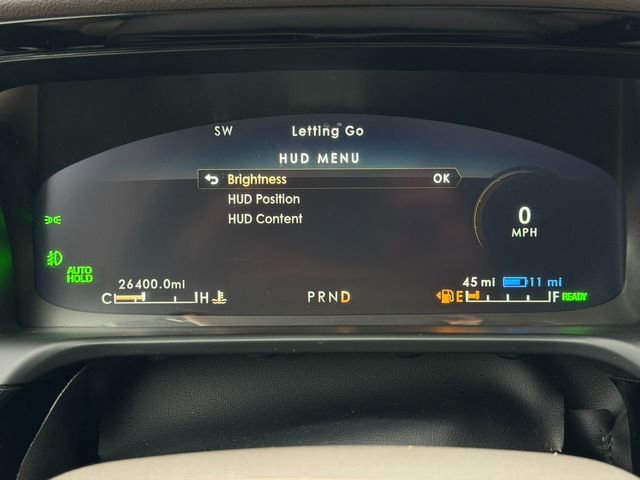 SW Letting Go
HUD MENU
Brightness OK
HUD Position
HUD Content
0
MPH
AUTO
HOLD
26400.0mi
45 mi 11 mi
C H
PRND
E F READY